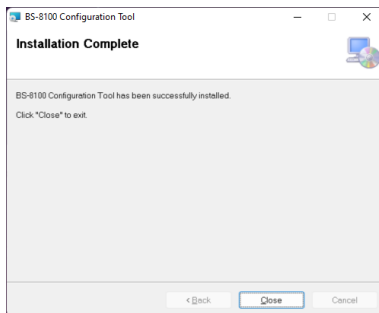 BS-8100 Configuration Tool
Installation Complete
BS-8100 Configuration Tool has been successfully installed.
Click "Close" to exit.
< Back
Close
Cancel